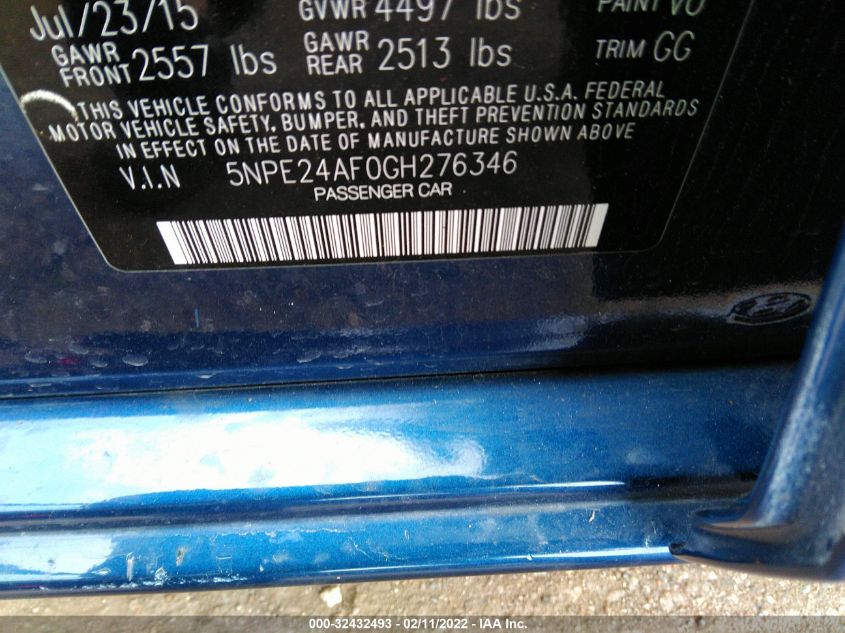 Jul/23/15 GVWR 4497 lbs PAINT VU
GAWR FRONT 2557 lbs GAWR REAR 2513 lbs TRIM GG
THIS VEHICLE CONFORMS TO ALL APPLICABLE U.S.A. FEDERAL
MOTOR VEHICLE SAFETY, BUMPER, AND THEFT PREVENTION STANDARDS
IN EFFECT ON THE DATE OF MANUFACTURE SHOWN ABOVE
V.I.N 5NPE24AF0GH276346
PASSENGER CAR
000-32432493 - 02/11/2022 - IAA Inc.